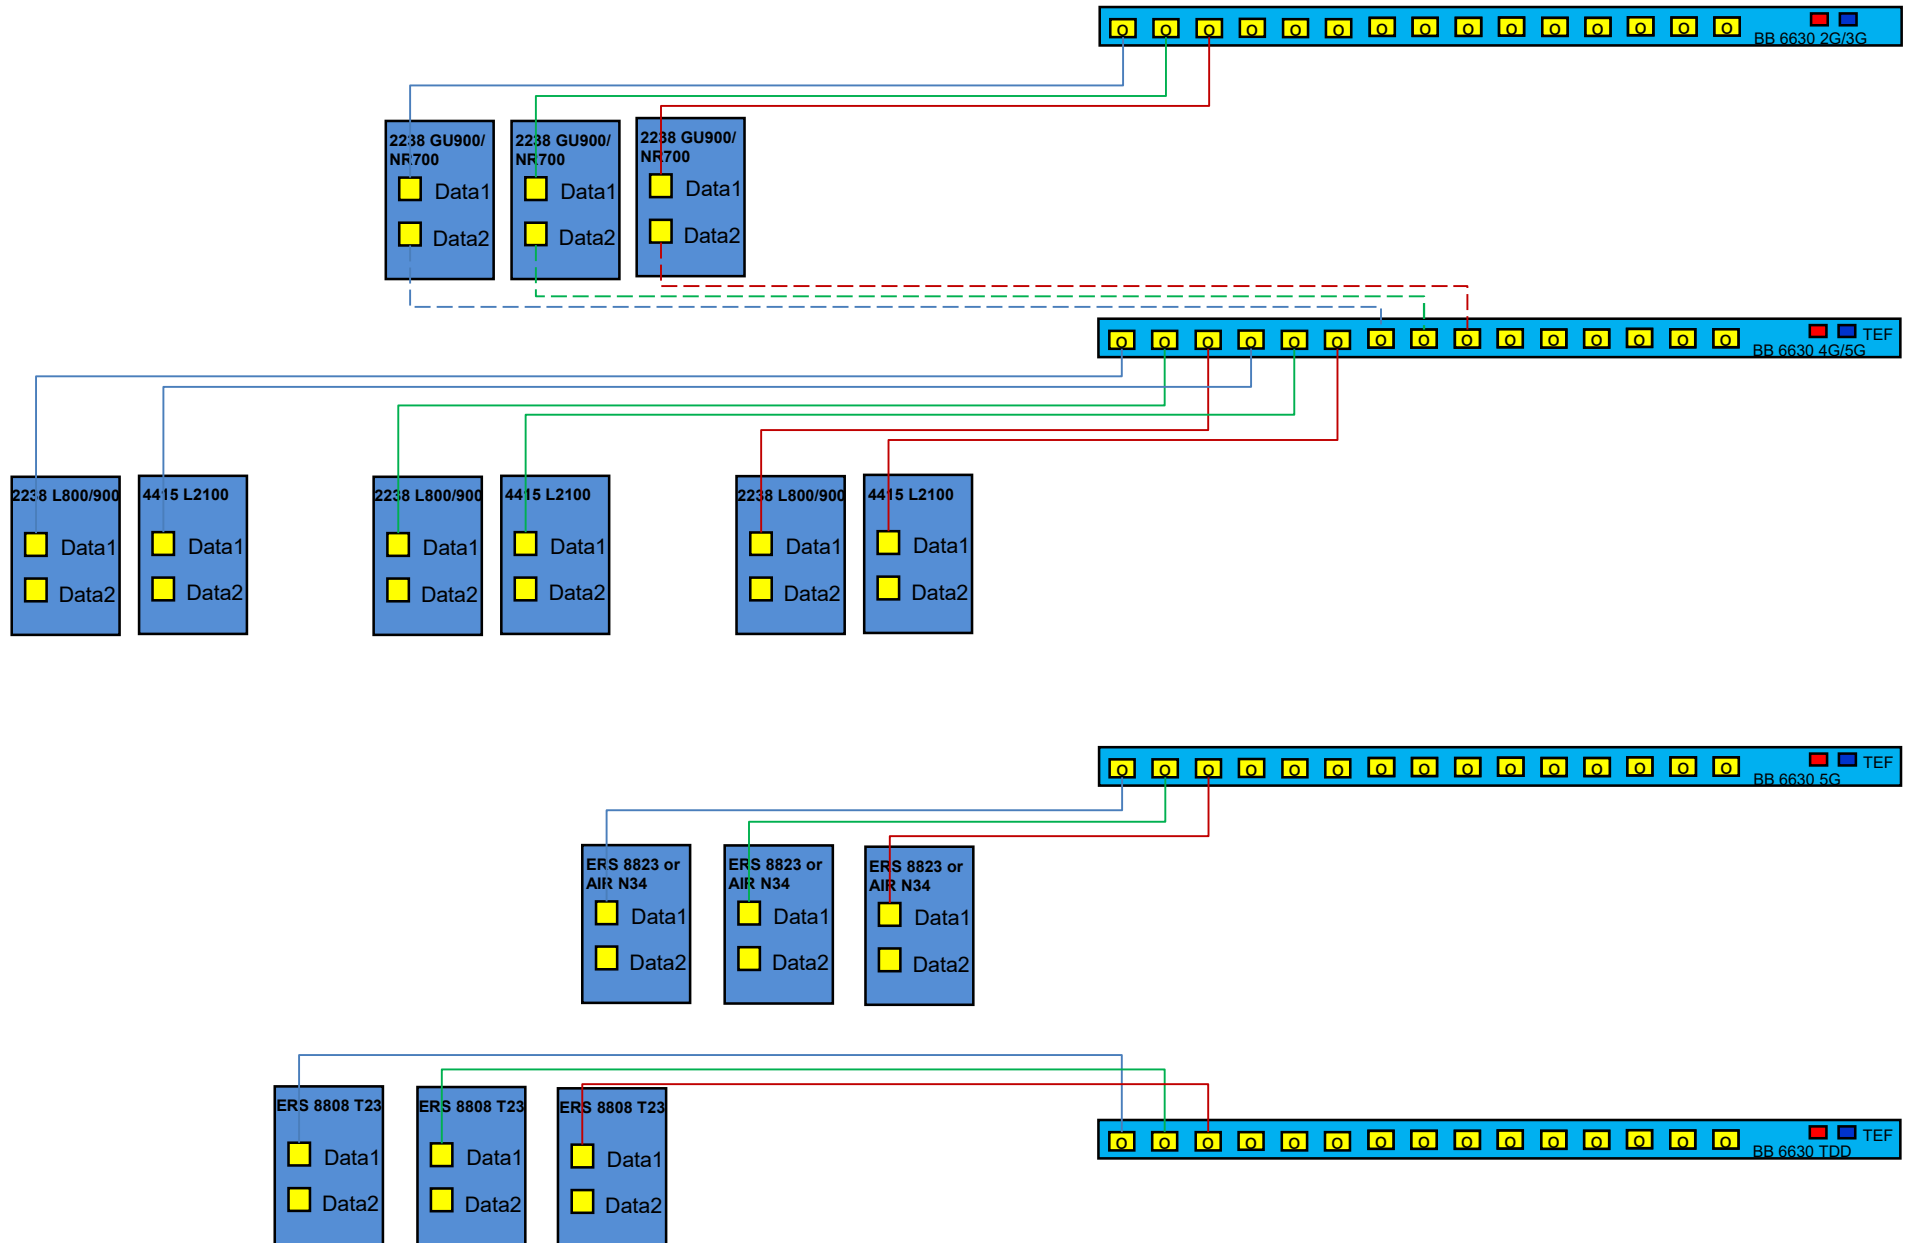 O O O O O O O O O O O O O O O
BB 6630 2G/3G
2238 GU900/
NR700
Data1
Data2
2238 GU900/
NR700
Data1
Data2
2238 GU900/
NR700
Data1
Data2
O O O O O O O O O O O O O O O
TEF
BB 6630 4G/5G
2238 L800/900
Data1
Data2
4415 L2100
Data1
Data2
2238 L800/900
Data1
Data2
4415 L2100
Data1
Data2
2238 L800/900
Data1
Data2
4415 L2100
Data1
Data2
O O O O O O O O O O O O O O O
TEF
BB 6630 5G
ERS 8823 or
AIR N34
Data1
Data2
ERS 8823 or
AIR N34
Data1
Data2
ERS 8823 or
AIR N34
Data1
Data2
ERS 8808 T23
Data1
Data2
ERS 8808 T23
Data1
Data2
ERS 8808 T23
Data1
Data2
O O O O O O O O O O O O O O O
TEF
BB 6630 TDD